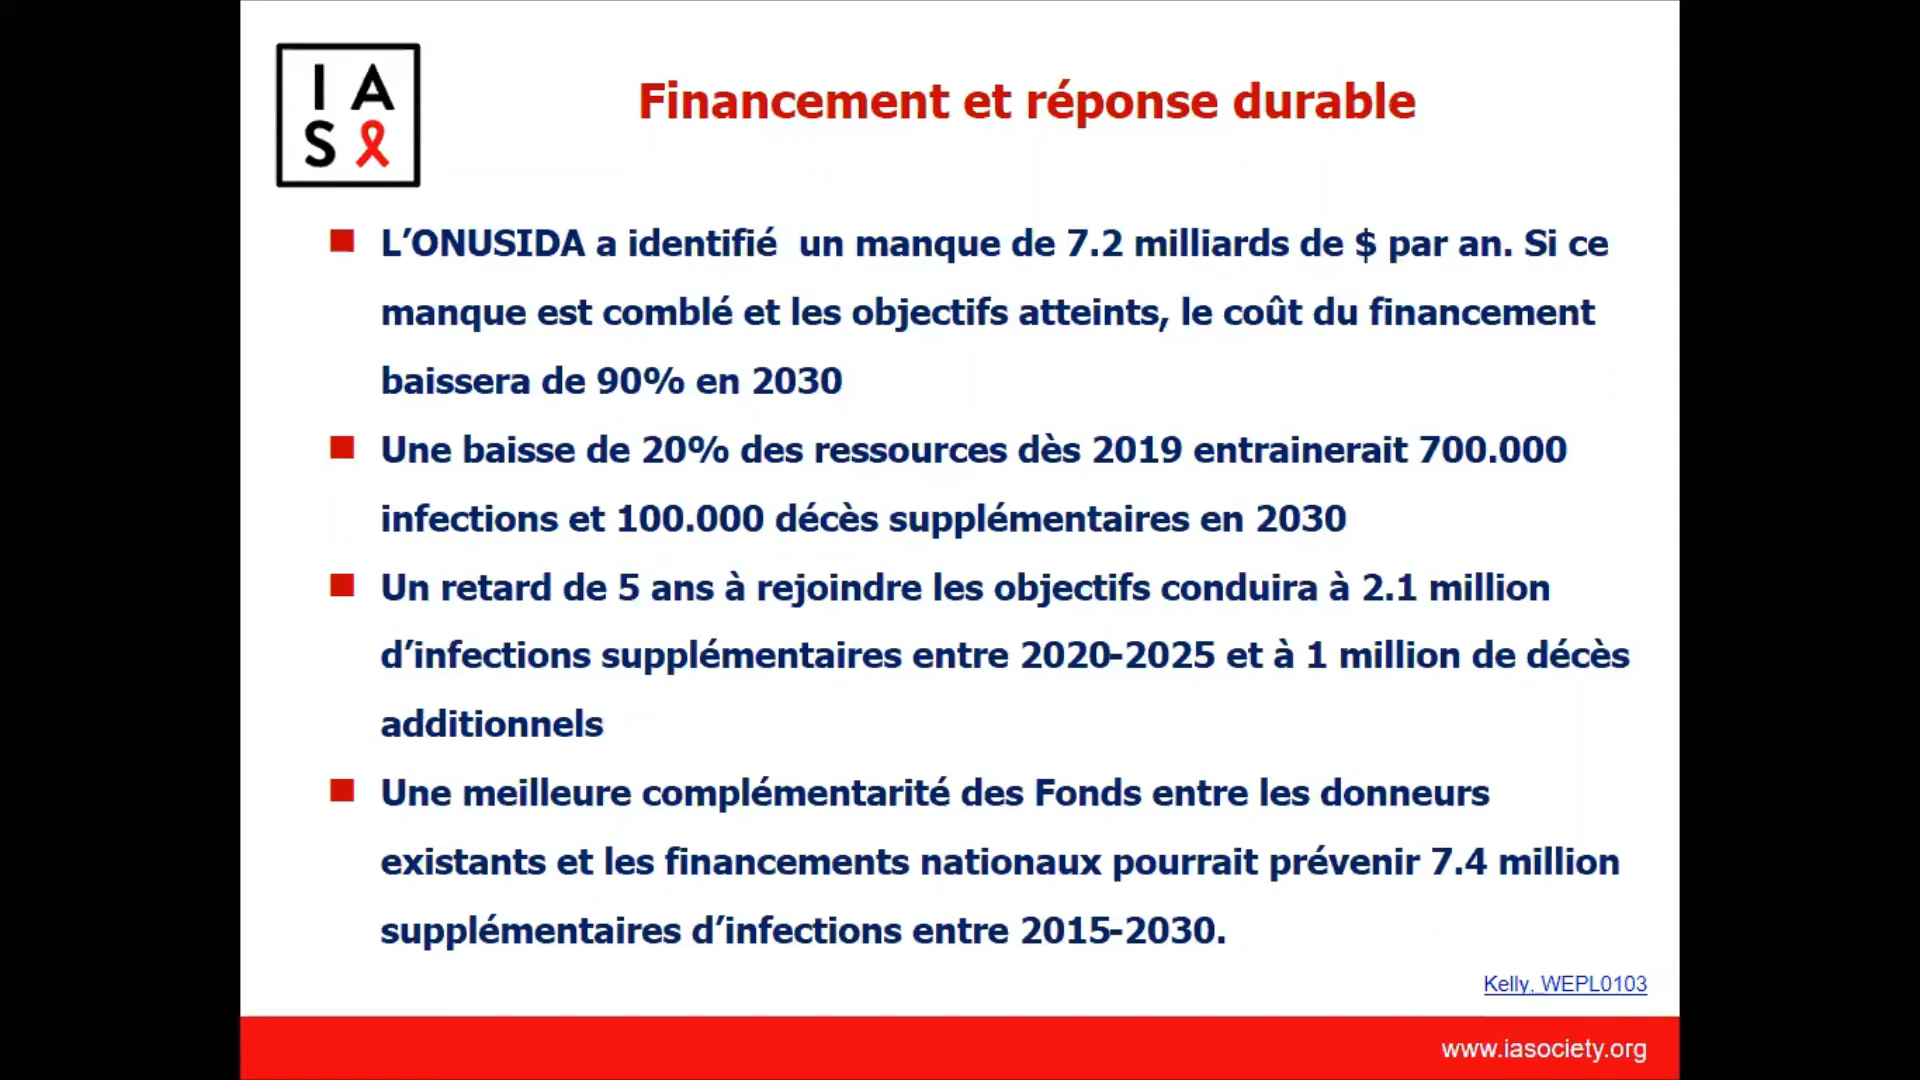 I A
S
Financement et réponse durable
L’ONUSIDA a identifié un manque de 7.2 milliards de $ par an. Si ce
manque est comblé et les objectifs atteints, le coût du financement
baissera de 90% en 2030
Une baisse de 20% des ressources dès 2019 entrainerait 700.000
infections et 100.000 décès supplémentaires en 2030
Un retard de 5 ans à rejoindre les objectifs conduira à 2.1 million
d’infections supplémentaires entre 2020-2025 et à 1 million de décès
additionnels
Une meilleure complémentarité des Fonds entre les donneurs
existants et les financements nationaux pourrait prévenir 7.4 million
supplémentaires d’infections entre 2015-2030.
Kelly, WEPL0103
www.iasociety.org